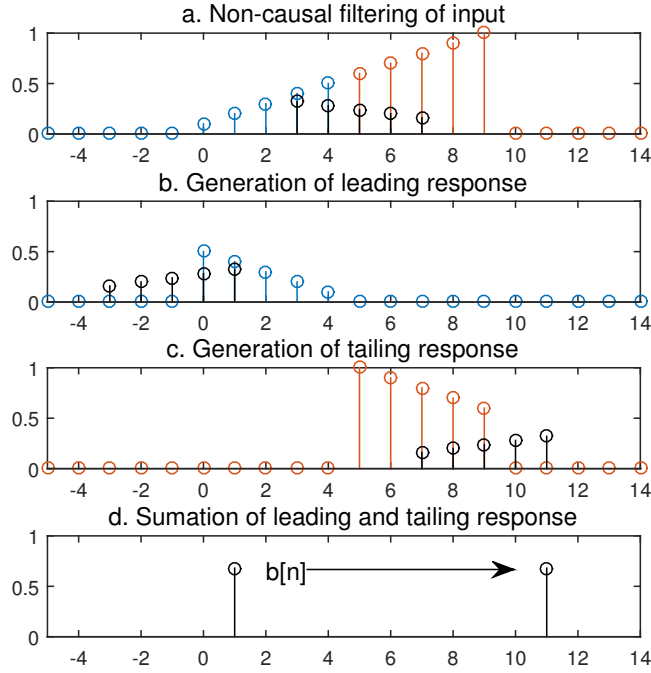 a. Non-causal filtering of input
1
0.5
0
-4 -2 0 2 4 6 8 10 12 14
b. Generation of leading response
1
0.5
0
-4 -2 0 2 4 6 8 10 12 14
c. Generation of tailing response
1
0.5
0
-4 -2 0 2 4 6 8 10 12 14
d. Sumation of leading and tailing response
1
b[n]
0.5
0
-4 -2 0 2 4 6 8 10 12 14